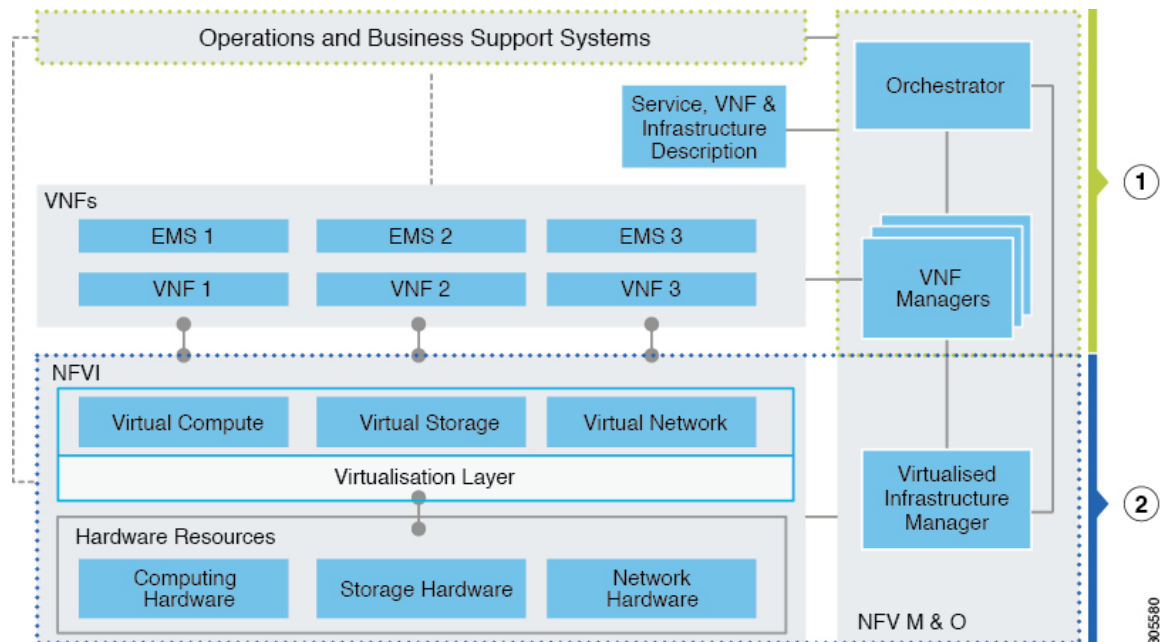 Operations and Business Support Systems
Orchestrator
Service, VNF &
Infrastructure
Description
1
VNFs
EMS 1
EMS 2
EMS 3
VNF 1
VNF 2
VNF 3
VNF
Managers
NFVI
Virtual Compute
Virtual Storage
Virtual Network
Virtualisation Layer
Virtualised
Infrastructure
Manager
2
Hardware Resources
Computing
Hardware
Storage Hardware
Network
Hardware
NFV M & O